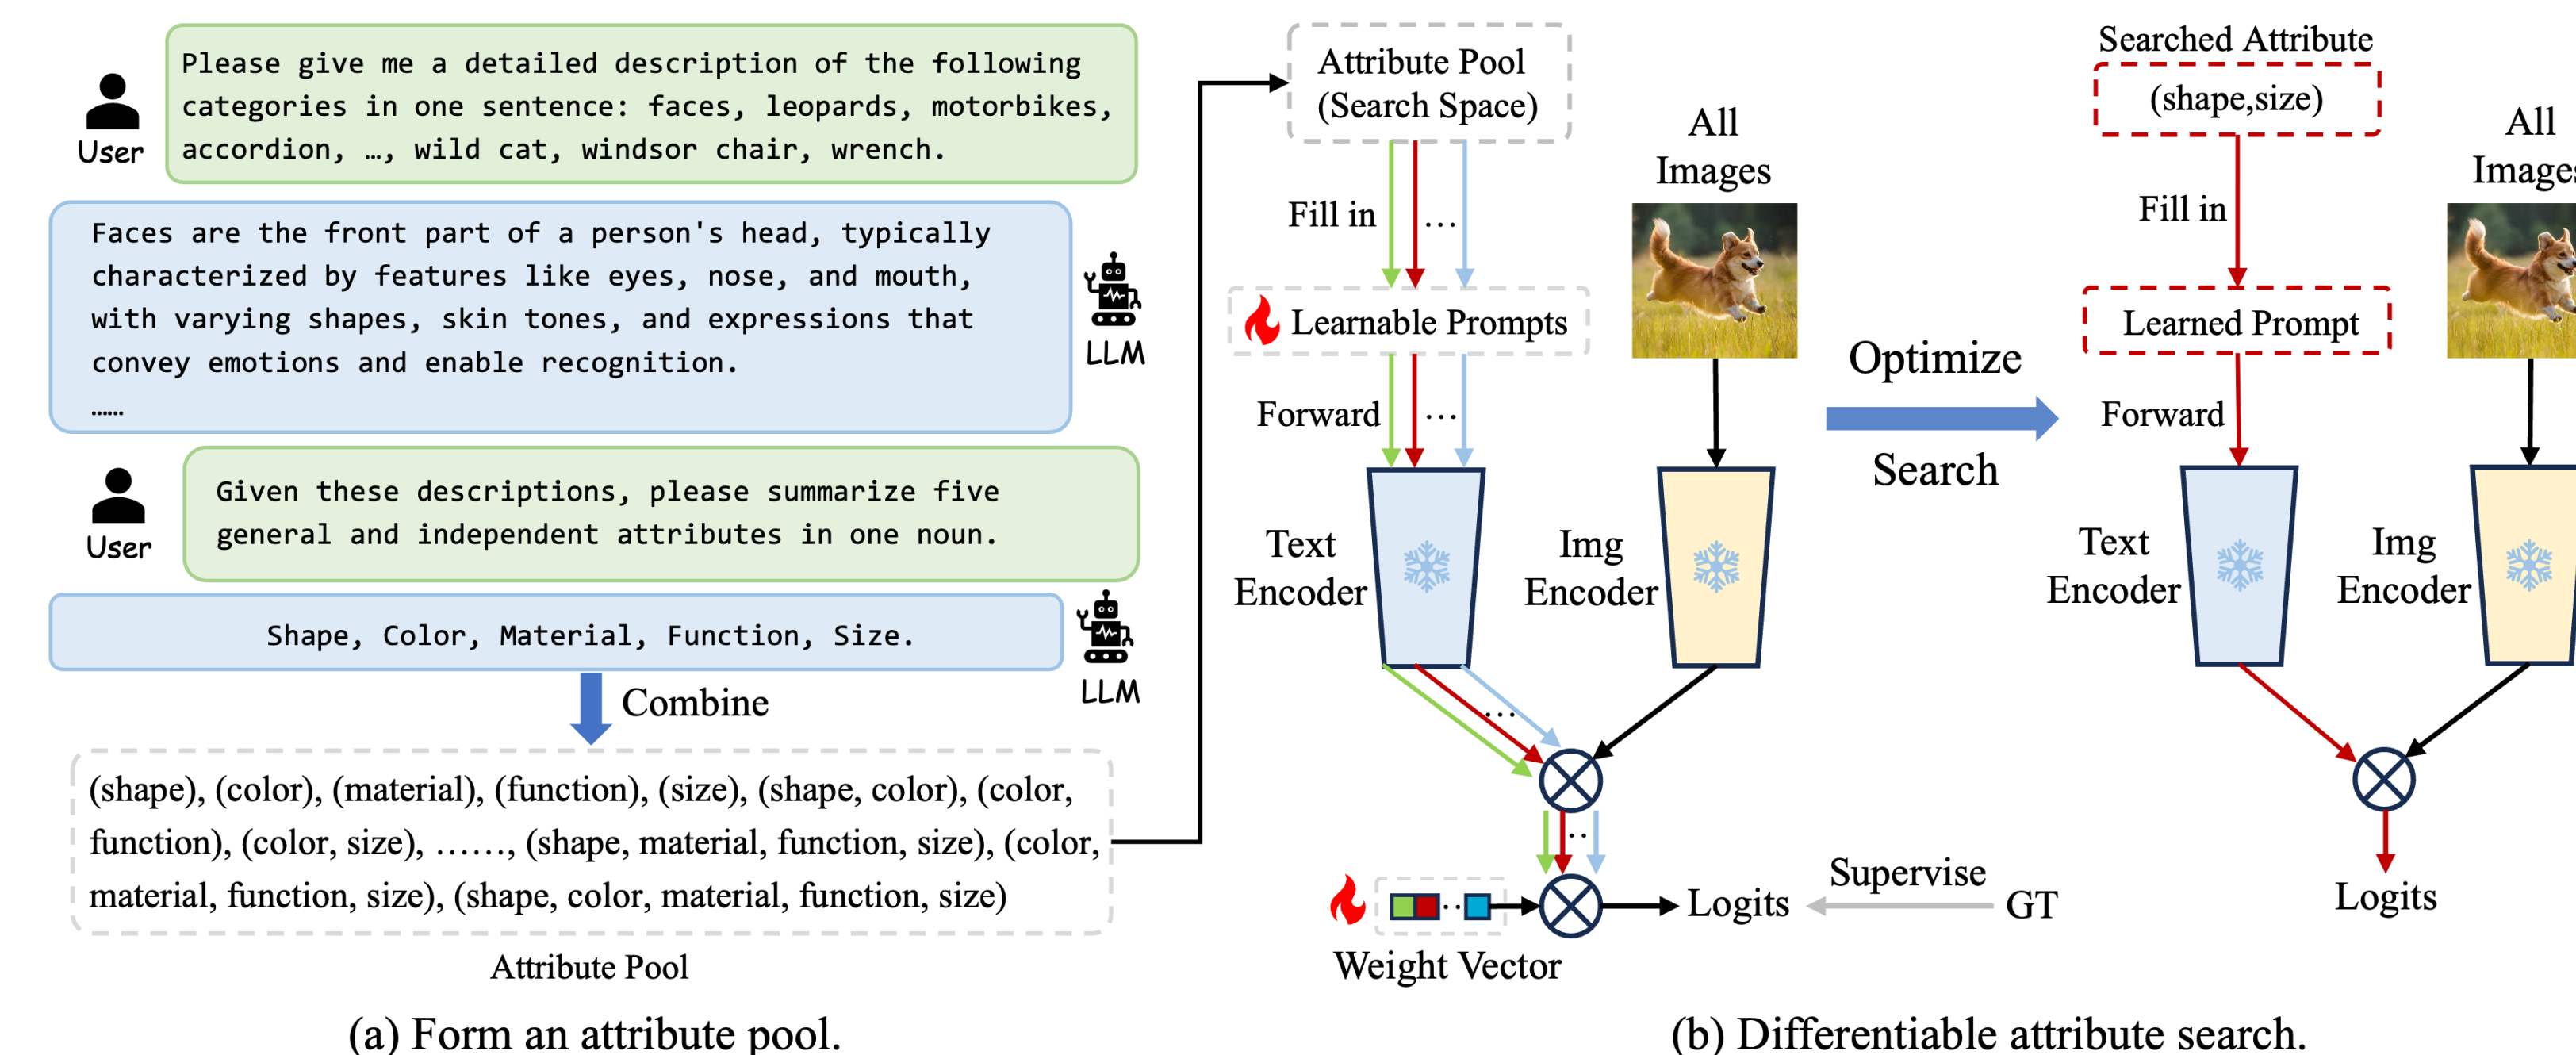 Please give me a detailed description of the following
categories in one sentence: faces, leopards, motorbikes,
accordion, …, wild cat, windsor chair, wrench.
User
Faces are the front part of a person's head, typically
characterized by features like eyes, nose, and mouth,
with varying shapes, skin tones, and expressions that
convey emotions and enable recognition.
……
LLM
Given these descriptions, please summarize five
general and independent attributes in one noun.
User
Shape, Color, Material, Function, Size.
LLM
Combine
(shape), (color), (material), (function), (size), (shape, color), (color,
function), (color, size), ……, (shape, material, function, size), (color,
material, function, size), (shape, color, material, function, size)
Attribute Pool
(a) Form an attribute pool.
Attribute Pool
(Search Space)
All
Images
Fill in
…
Learnable Prompts
Forward
…
Text
Encoder
Img
Encoder
…
..
Weight Vector
..
Logits
Supervise
GT
Optimize
Search
Searched Attribute
(shape,size)
All
Images
Fill in
Learned Prompt
Forward
Text
Encoder
Img
Encoder
Logits
(b) Differentiable attribute search.